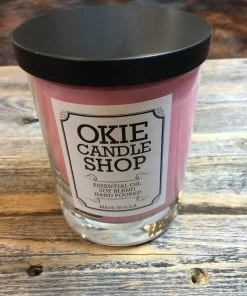 OKIE
CANDLE
SHOP
ESSENTIAL OIL
SOY BLEND
HAND POURED
MADE IN U.S.A.